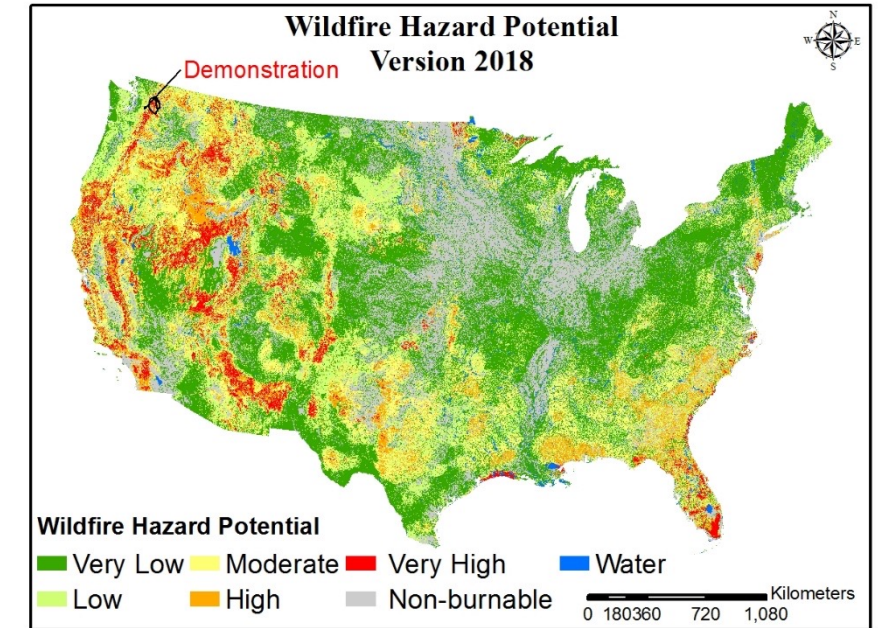 Wildfire Hazard Potential
Version 2018
N
W E
S
Demonstration
Wildfire Hazard Potential
Very Low Moderate Very High Water
Low High Non-burnable
Kilometers
0 180360 720 1,080